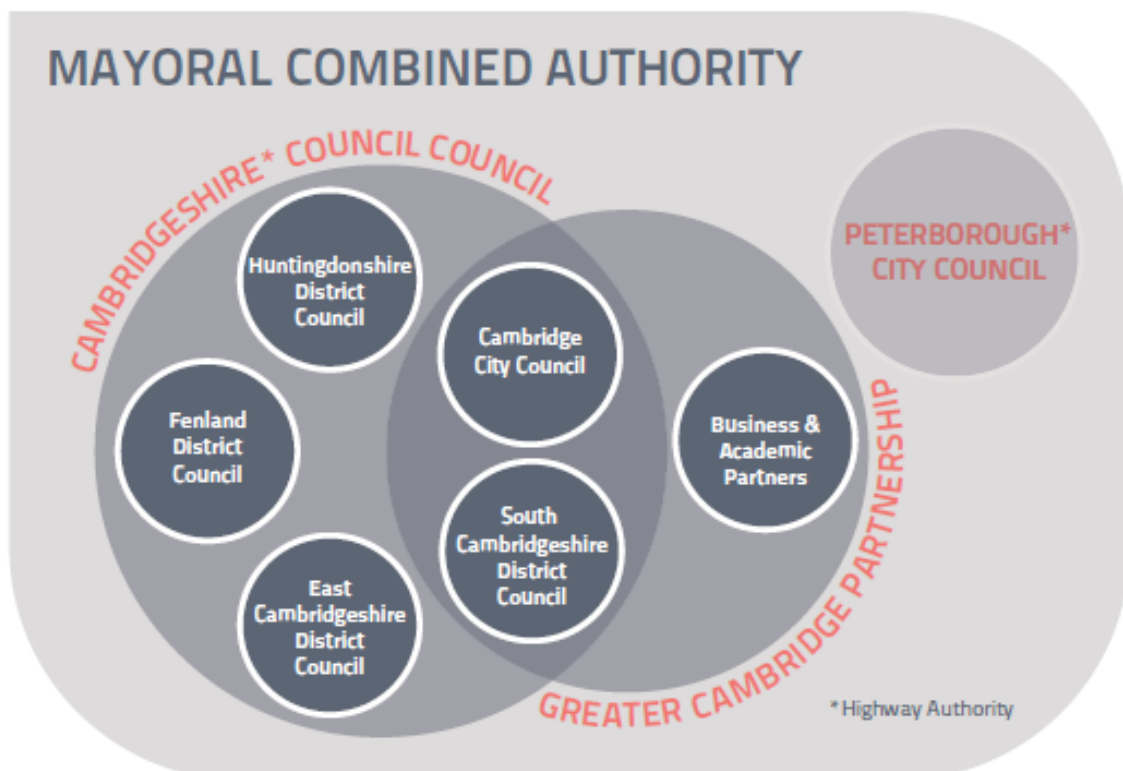 MAYORAL COMBINED AUTHORITY
CAMBRIDGESHIRE* COUNCIL COUNCIL
PETERBOROUGH*
CITY COUNCIL
Huntingdonshire
District
Council
Cambridge
City Council
Fenland
District
Council
Business &
Academic
Partners
South
Cambridgeshire
District
Council
East
Cambridgeshire
District
Council
GREATER CAMBRIDGE PARTNERSHIP
*Highway Authority